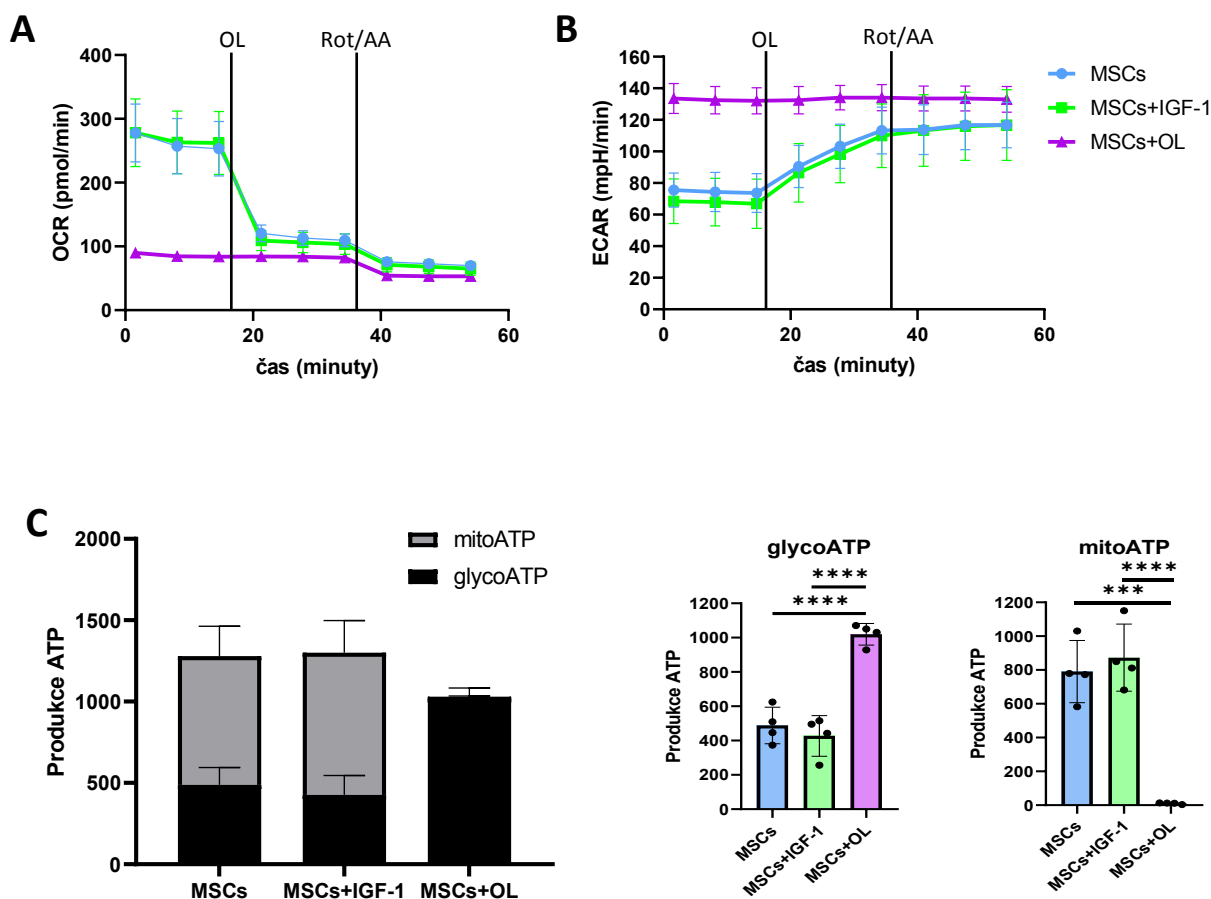 A
OL
Rot/AA
400
300
200
100
0
OCR (pmol/min)
0
20
40
60
čas (minuty)
B
OL
Rot/AA
160
140
120
100
80
60
40
20
0
ECAR (mpH/min)
0
20
40
60
čas (minuty)
MSCs
MSCs+IGF-1
MSCs+OL
C
2000
1500
1000
500
0
Produkce ATP
mitoATP
glycoATP
MSCs
MSCs+IGF-1
MSCs+OL
glycoATP
****
****
1200
1000
800
600
400
200
0
Produkce ATP
MSCs
MSCs+IGF-1
MSCs+OL
mitoATP
****
***
1200
1000
800
600
400
200
0
Produkce ATP
MSCs
MSCs+IGF-1
MSCs+OL